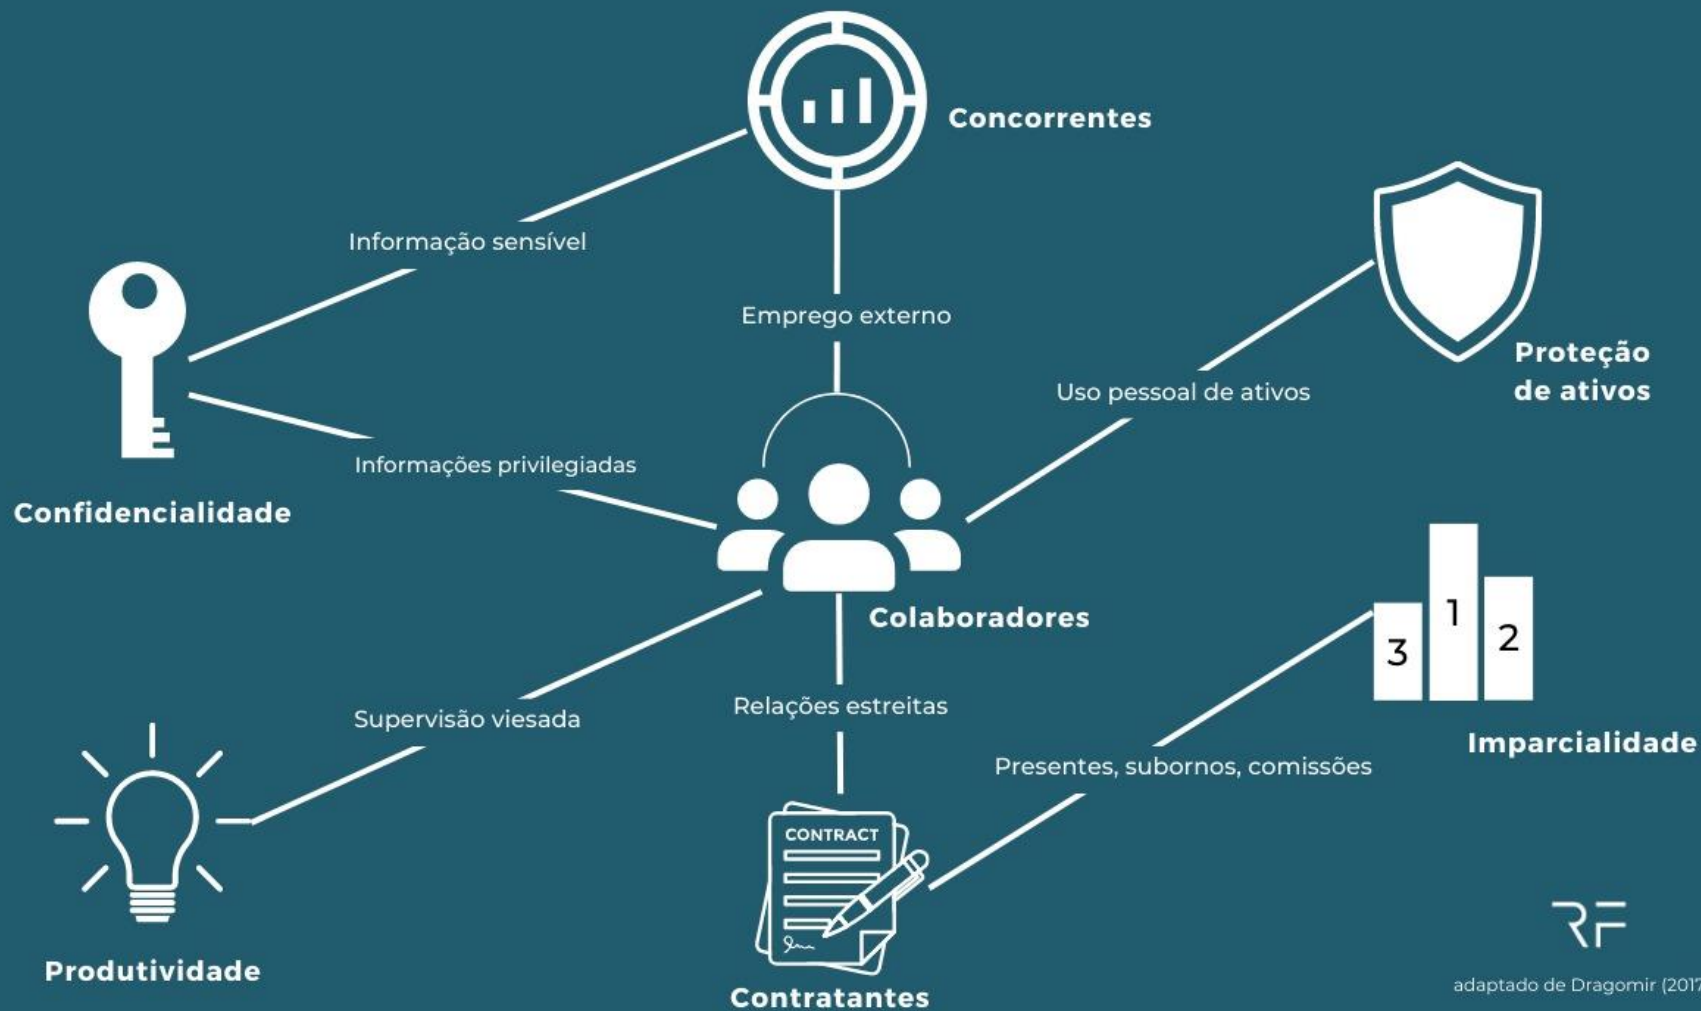 Concorrentes
Informação sensível
Emprego externo
Proteção
de ativos
Uso pessoal de ativos
Informações privilegiadas
Confidencialidade
Colaboradores
3
1
2
Supervisão viesada
Relações estreitas
Imparcialidade
Presentes, subornos, comissões
CONTRACT
Produtividade
Contratantes
RF
adaptado de Dragomir (2017